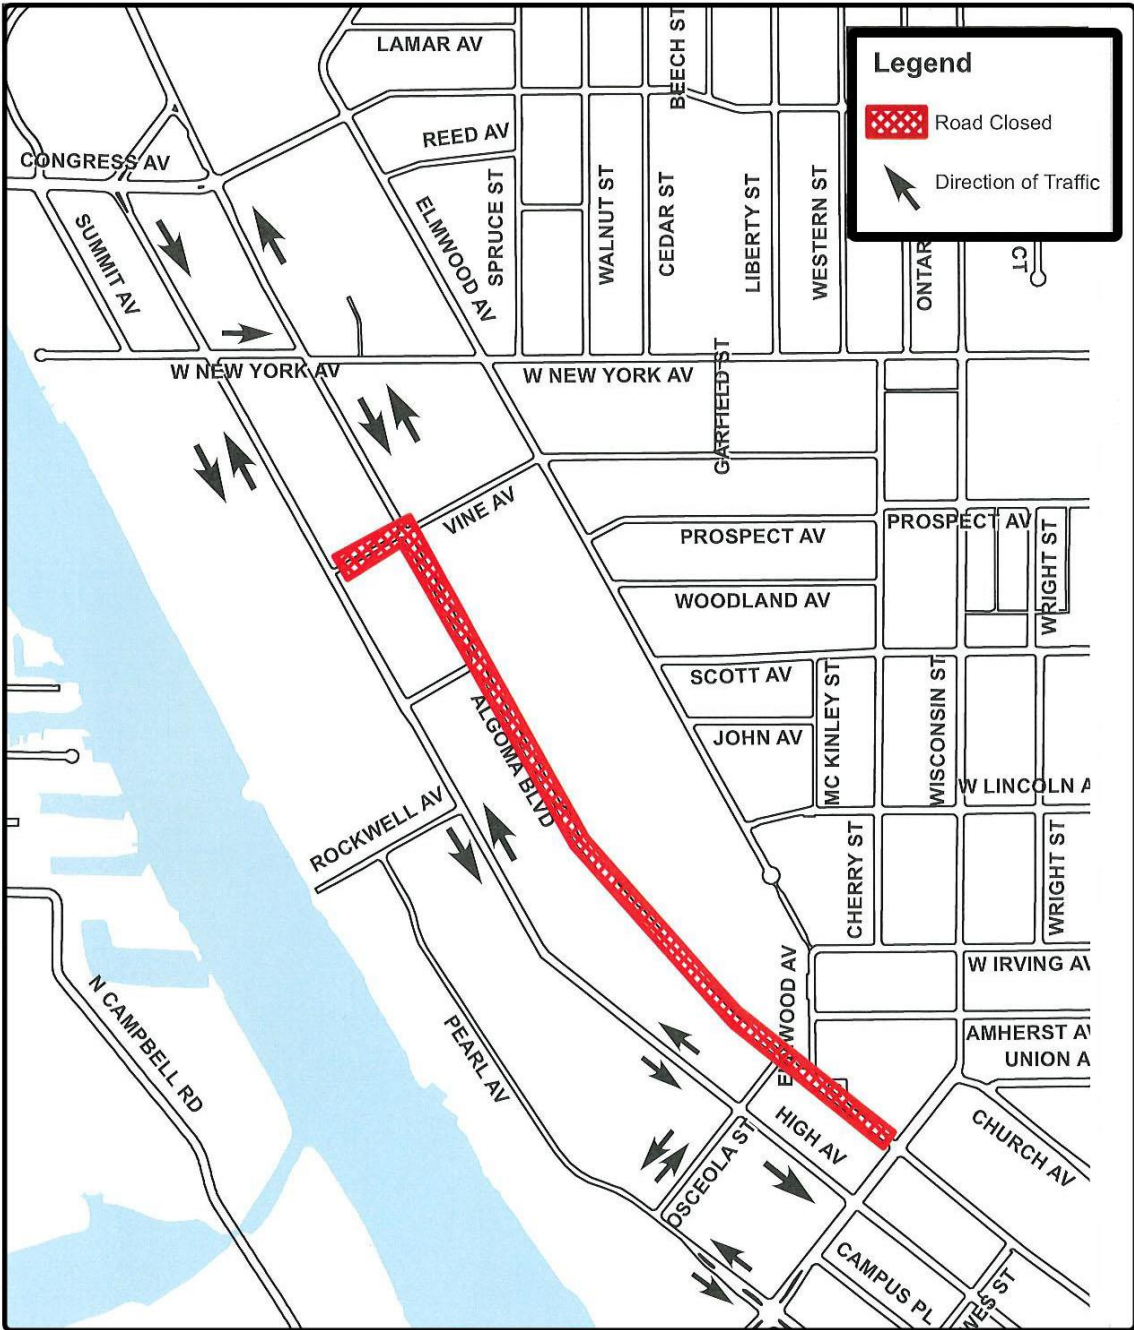 LAMAR AV
BEECH ST
Legend
Road Closed
Direction of Traffic
REED AV
CONGRESS AV
SUMMIT AV
ELMWOOD AV
SPRUCE ST
WALNUT ST
CEDAR ST
LIBERTY ST
WESTERN ST
ONTAR
CT
W NEW YORK AV
W NEW YORK AV
GARFIELD ST
VINE AV
PROSPECT AV
PROSPECT AV
WRIGHT ST
WOODLAND AV
SCOTT AV
MC KINLEY ST
WISCONSIN ST
JOHN AV
W LINCOLN A
ALGOMA BLVD
ROCKWELL AV
CHERRY ST
WRIGHT ST
W IRVING AV
N CAMPBELL RD
PEARL AV
ELMWOOD AV
AMHERST AV
UNION A
HIGH AV
CHURCH AV
OSCEOLA ST
CAMPUS PL
WES ST